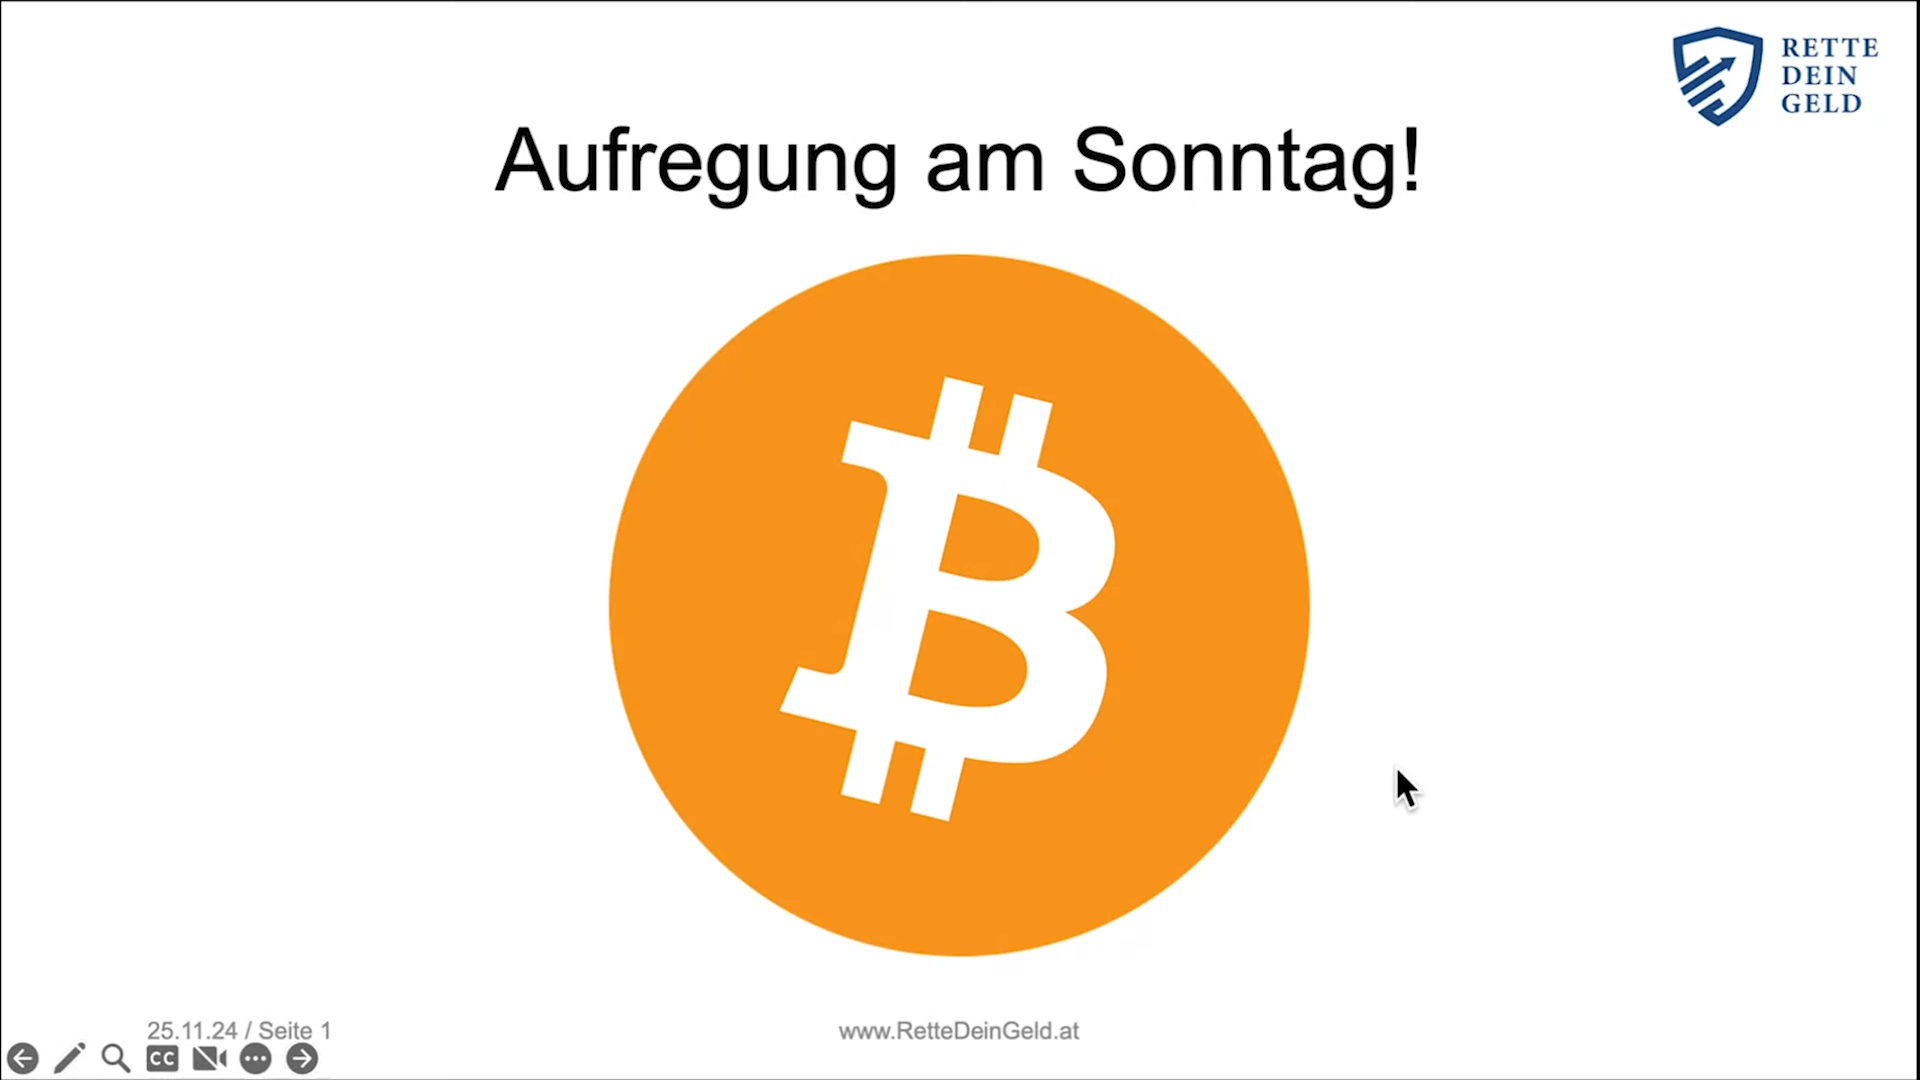 RETTE
DEIN
GELD
Aufregung am Sonntag!
25.11.24 / Seite 1
www.RetteDeinGeld.at
CC